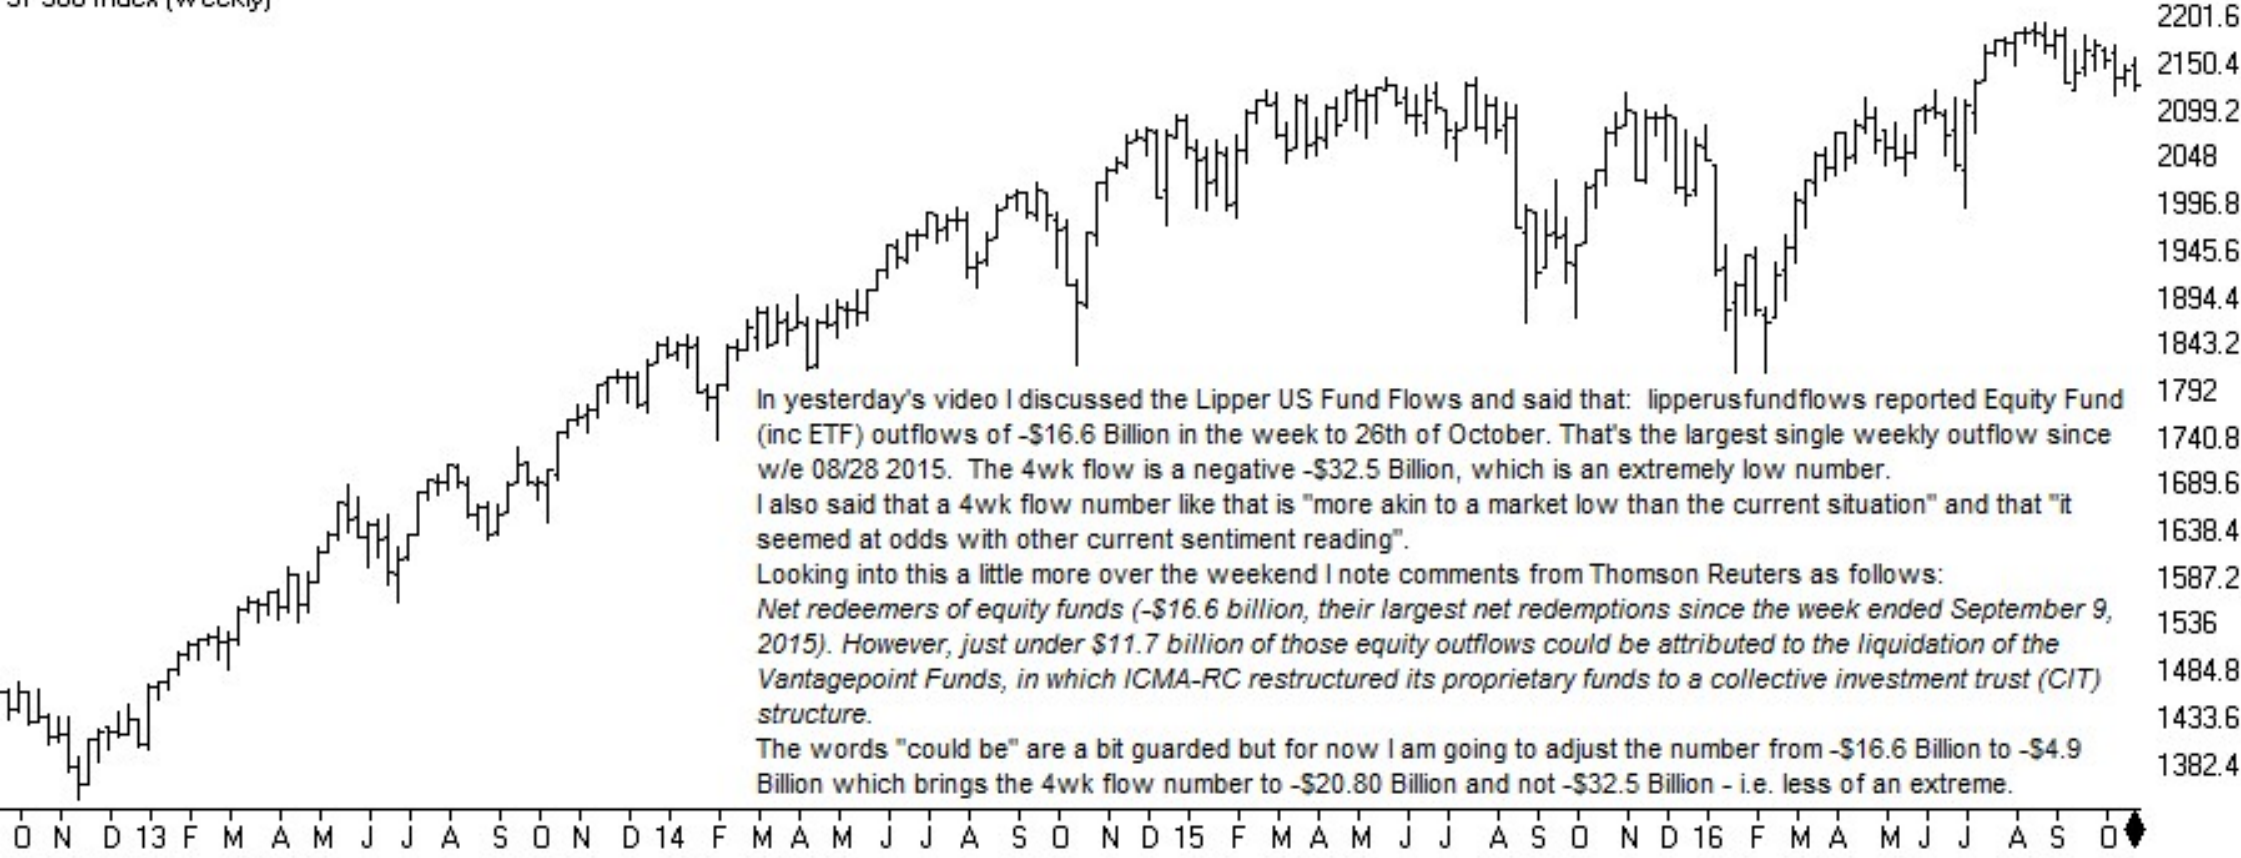 SP 500 Index (Weekly)
2201.6
2150.4
2099.2
2048
1996.8
1945.6
1894.4
1843.2
1792
1740.8
1689.6
1638.4
1587.2
1536
1484.8
1433.6
1382.4
In yesterday's video I discussed the Lipper US Fund Flows and said that:  lipperusfundflows reported Equity Fund
(inc ETF) outflows of -$16.6 Billion in the week to 26th of October. That's the largest single weekly outflow since
w/e 08/28 2015.  The 4wk flow is a negative -$32.5 Billion, which is an extremely low number.
I also said that a 4wk flow number like that is "more akin to a market low than the current situation" and that "it
seemed at odds with other current sentiment reading".
Looking into this a little more over the weekend I note comments from Thomson Reuters as follows:
Net redeemers of equity funds (-$16.6 billion, their largest net redemptions since the week ended September 9,
2015). However, just under $11.7 billion of those equity outflows could be attributed to the liquidation of the
Vantagepoint Funds, in which ICMA-RC restructured its proprietary funds to a collective investment trust (CIT)
structure.
The words "could be" are a bit guarded but for now I am going to adjust the number from -$16.6 Billion to -$4.9
Billion which brings the 4wk flow number to -$20.80 Billion and not -$32.5 Billion - i.e. less of an extreme.
O N D 13 F M A M J J A S O N D 14 F M A M J J A S O N D 15 F M A M J J A S O N D 16 F M A M J J A S O